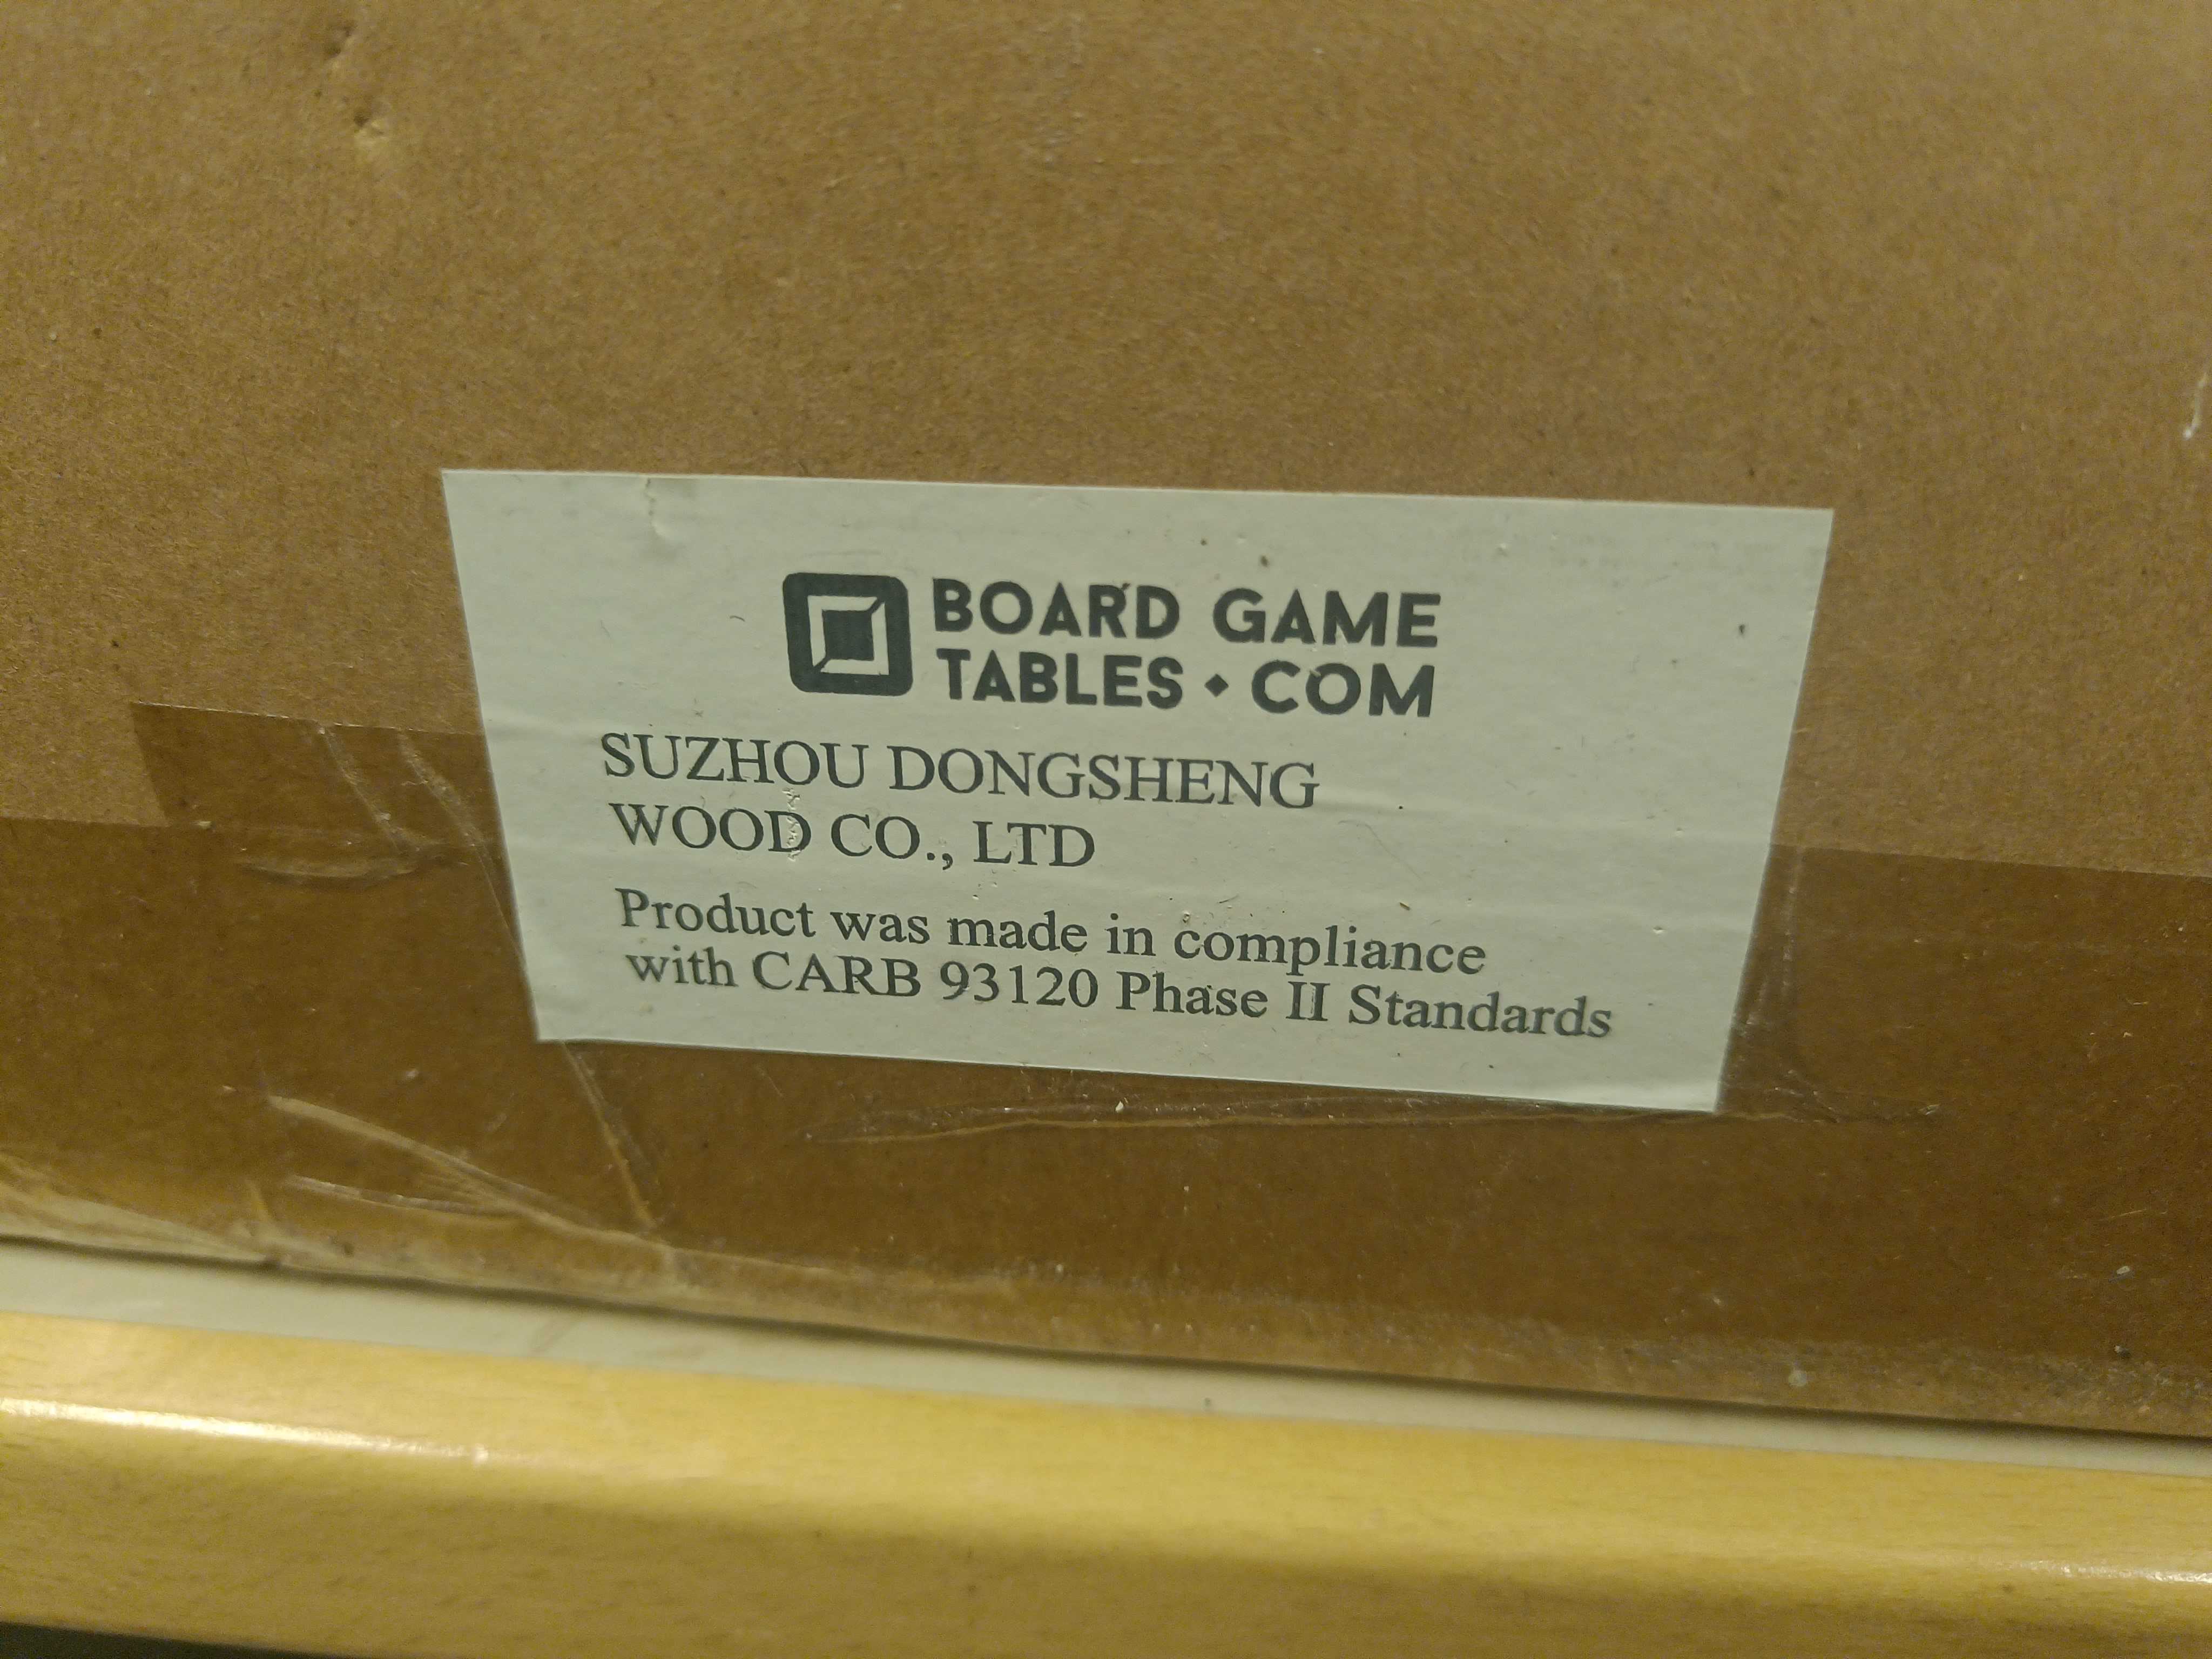 BOARD GAME
TABLES • COM
SUZHOU DONGSHENG
WOOD CO., LTD
Product was made in compliance
with CARB 93120 Phase II Standards